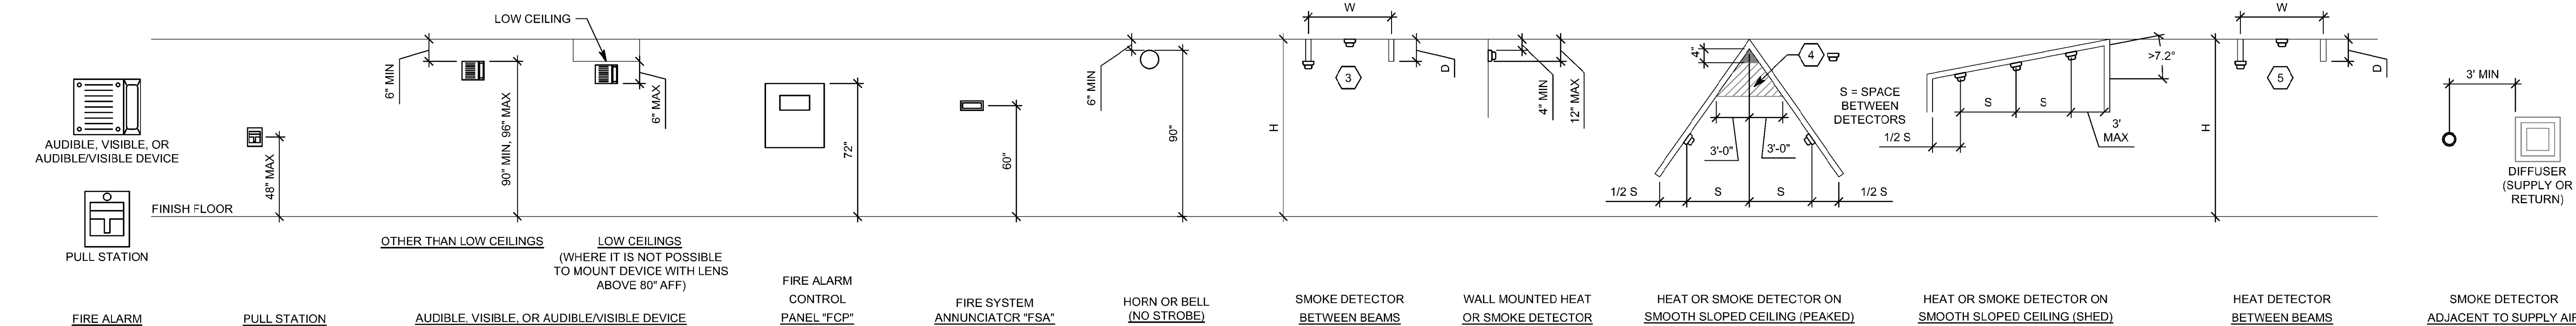 AUDIBLE, VISIBLE, OR
AUDIBLE/VISIBLE DEVICE
PULL STATION
FIRE ALARM
FINISH FLOOR
48" MAX
PULL STATION
6" MIN
90" MIN, 96" MAX
OTHER THAN LOW CEILINGS
LOW CEILING
6" MAX
LOW CEILINGS
(WHERE IT IS NOT POSSIBLE
TO MOUNT DEVICE WITH LENS
ABOVE 80" AFF)
AUDIBLE, VISIBLE, OR AUDIBLE/VISIBLE DEVICE
72"
FIRE ALARM
CONTROL
PANEL "FCP"
60"
FIRE SYSTEM
ANNUNCIATOR "FSA"
6" MIN
90"
HORN OR BELL
(NO STROBE)
H
W
3
D
SMOKE DETECTOR
BETWEEN BEAMS
4" MIN
12" MAX
WALL MOUNTED HEAT
OR SMOKE DETECTOR
4"
4
3'-0"
3'-0"
1/2 S
S
S
1/2 S
HEAT OR SMOKE DETECTOR ON
SMOOTH SLOPED CEILING (PEAKED)
S = SPACE
BETWEEN
DETECTORS
1/2 S
S
S
3'
MAX
>7.2°
HEAT OR SMOKE DETECTOR ON
SMOOTH SLOPED CEILING (SHED)
H
W
5
D
HEAT DETECTOR
BETWEEN BEAMS
3' MIN
DIFFUSER
(SUPPLY OR
RETURN)
SMOKE DETECTOR
ADJACENT TO SUPPLY AI